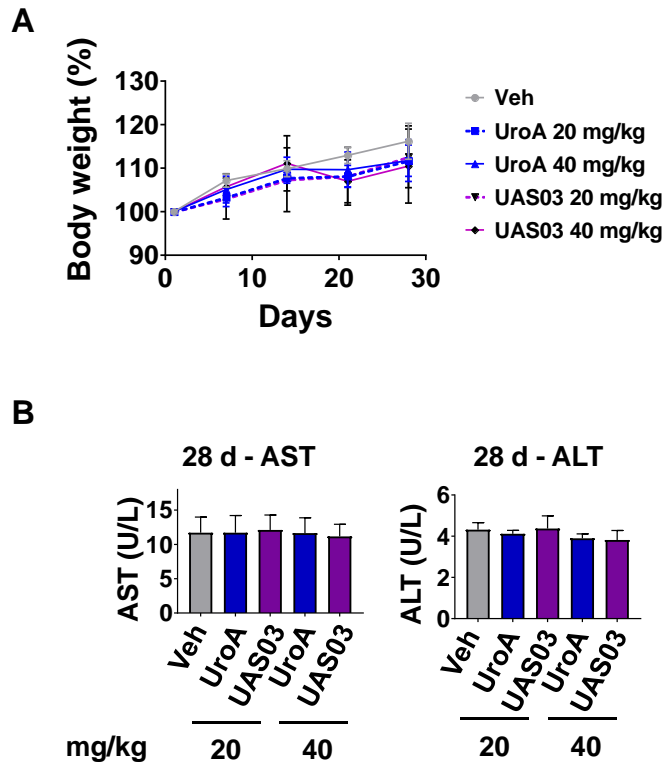 A
Body weight (%)
130
120
110
100
90
0
10
20
30
Days
Veh
UroA 20 mg/kg
UroA 40 mg/kg
UAS03 20 mg/kg
UAS03 40 mg/kg
B
28 d - AST
AST (U/L)
15
10
5
0
Veh
UroA
UAS03
UroA
UAS03
mg/kg
20
40
28 d - ALT
ALT (U/L)
6
4
2
0
Veh
UroA
UAS03
UroA
UAS03
20
40